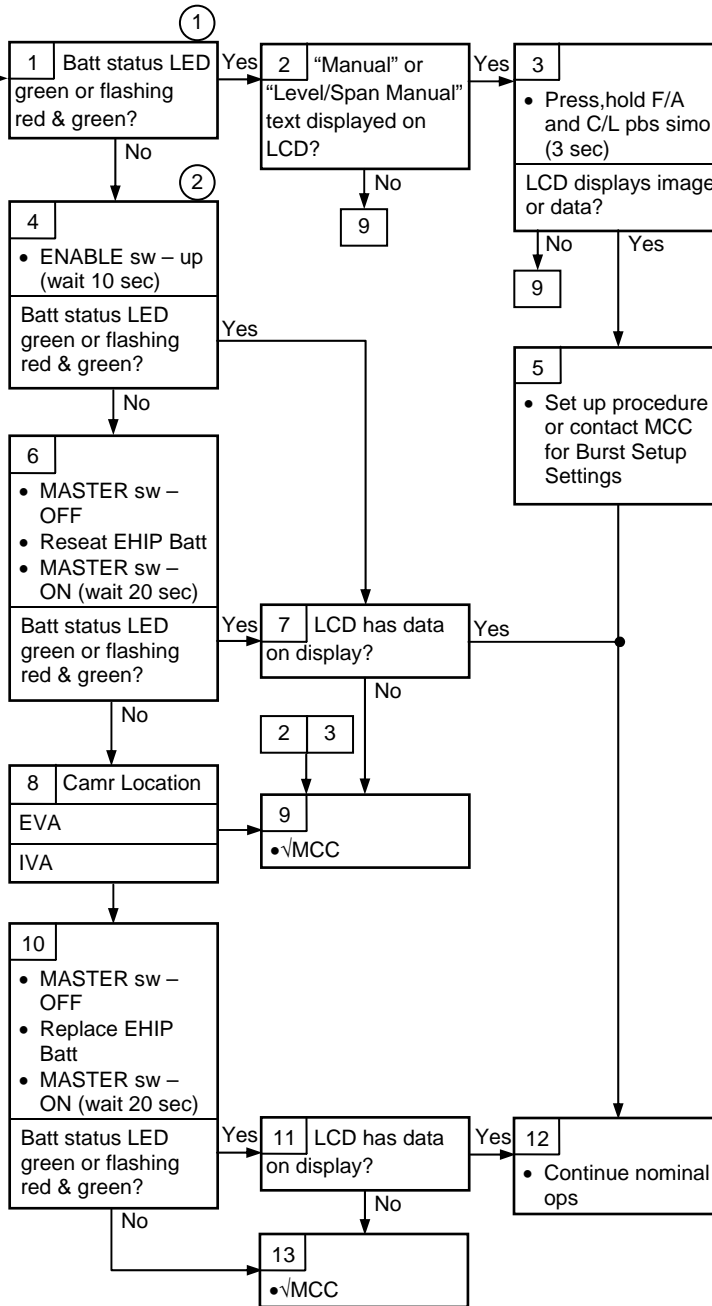 1
1 Batt status LED
green or flashing
red & green?
Yes
No
2 “Manual” or
“Level/Span Manual”
text displayed on
LCD?
Yes
No
9
3
• Press,hold F/A
and C/L pbs simo
(3 sec)
LCD displays image
or data?
No
Yes
9
2
4
• ENABLE sw – up
(wait 10 sec)
Batt status LED
green or flashing
red & green?
Yes
No
5
• Set up procedure
or contact MCC
for Burst Setup
Settings
6
• MASTER sw –
OFF
• Reseat EHIP Batt
• MASTER sw –
ON (wait 20 sec)
Batt status LED
green or flashing
red & green?
Yes
No
7 LCD has data
on display?
Yes
No
2 3
8 Camr Location
EVA
IVA
9
•√MCC
10
• MASTER sw –
OFF
• Replace EHIP
Batt
• MASTER sw –
ON (wait 20 sec)
Batt status LED
green or flashing
red & green?
Yes
No
11 LCD has data
on display?
Yes
No
12
• Continue nominal
ops
13
•√MCC